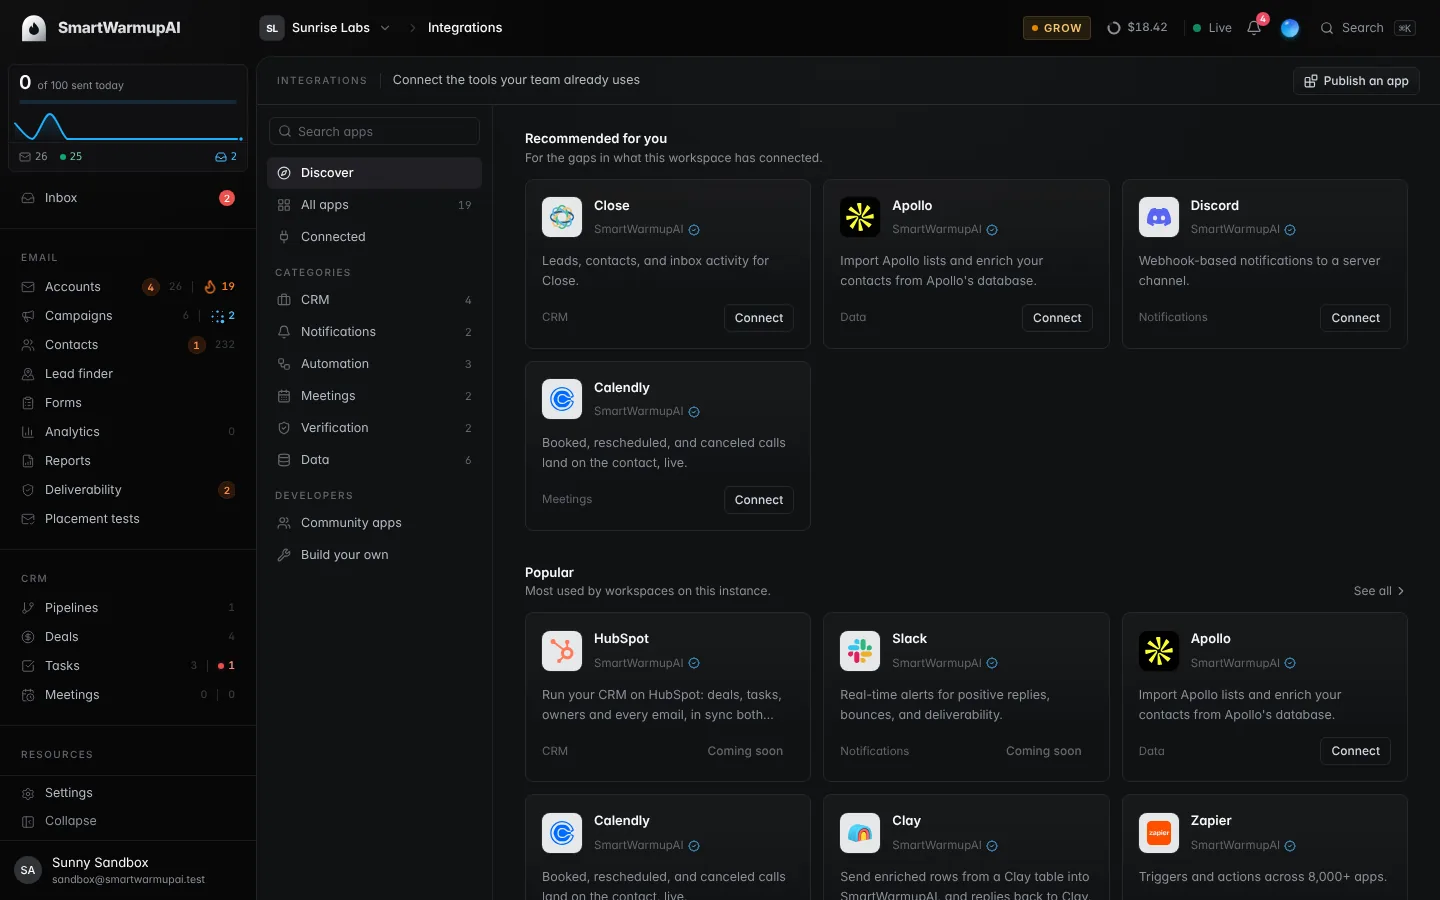 SmartWarmupAI
SL Sunrise Labs
Integrations
GROW
$18.42
Live
4
Search
⌘K
0 of 100 sent today
26 25 2
Inbox 2
EMAIL
Accounts 4 26 19
Campaigns 6 2
Contacts 1 232
Lead finder
Forms
Analytics 0
Reports
Deliverability 2
Placement tests
CRM
Pipelines 1
Deals 4
Tasks 3 1
Meetings 0 0
RESOURCES
Settings
Collapse
SA Sunny Sandbox
sandbox@smartwarmupai.test
INTEGRATIONS
Connect the tools your team already uses
Publish an app
Search apps
Discover
All apps 19
Connected
CATEGORIES
CRM 4
Notifications 2
Automation 3
Meetings 2
Verification 2
Data 6
DEVELOPERS
Community apps
Build your own
Recommended for you
For the gaps in what this workspace has connected.
Close
SmartWarmupAI
Leads, contacts, and inbox activity for
Close.
CRM
Connect
Apollo
SmartWarmupAI
Import Apollo lists and enrich your
contacts from Apollo's database.
Data
Connect
Discord
SmartWarmupAI
Webhook-based notifications to a server
channel.
Notifications
Connect
Calendly
SmartWarmupAI
Booked, rescheduled, and canceled calls
land on the contact, live.
Meetings
Connect
Popular
Most used by workspaces on this instance.
See all
HubSpot
SmartWarmupAI
Run your CRM on HubSpot: deals, tasks,
owners and every email, in sync both...
CRM
Coming soon
Slack
SmartWarmupAI
Real-time alerts for positive replies,
bounces, and deliverability.
Notifications
Coming soon
Apollo
SmartWarmupAI
Import Apollo lists and enrich your
contacts from Apollo's database.
Data
Connect
Calendly
SmartWarmupAI
Booked, rescheduled, and canceled calls
land on the contact, live.
Clay
SmartWarmupAI
Send enriched rows from a Clay table into
SmartWarmupAI, and replies back to Clay
zapier
Zapier
SmartWarmupAI
Triggers and actions across 8,000+ apps.